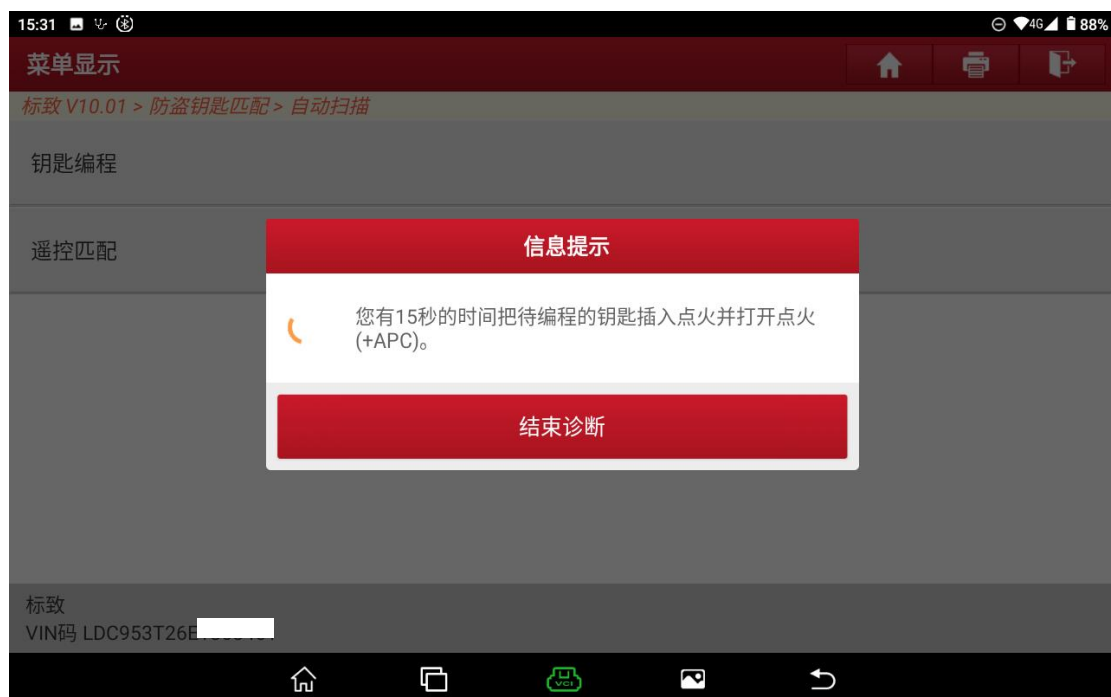 15:31
4G
88%
菜单显示
标致 V10.01 > 防盗钥匙匹配 > 自动扫描
钥匙编程
遥控匹配
信息提示
您有15秒的时间把待编程的钥匙插入点火并打开点火
(+APC)。
结束诊断
标致
VIN码 LDC953T26E
VCI